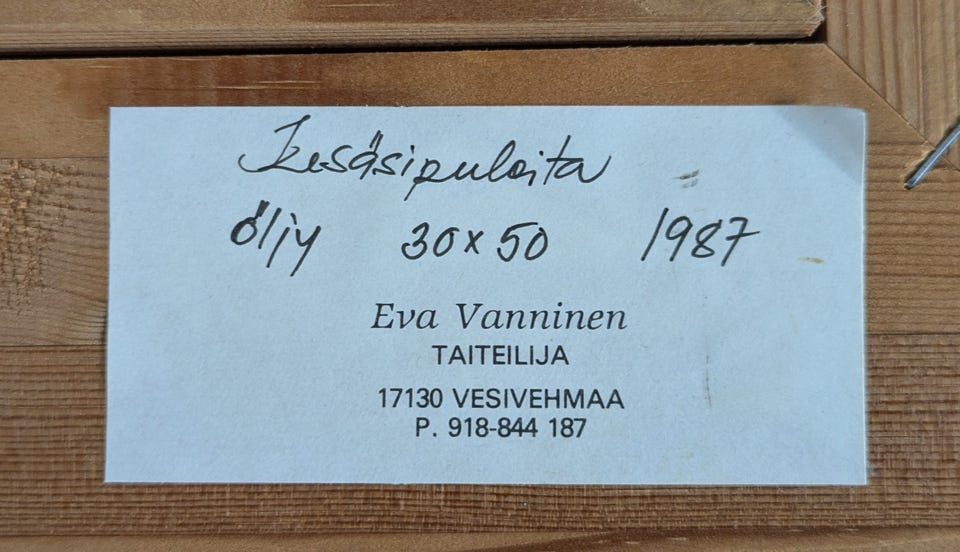 Kesäsipuleita
öljy 30x50 1987
Eva Vanninen
TAITEILIJA
17130 VESIVEHMAA
P. 918-844 187